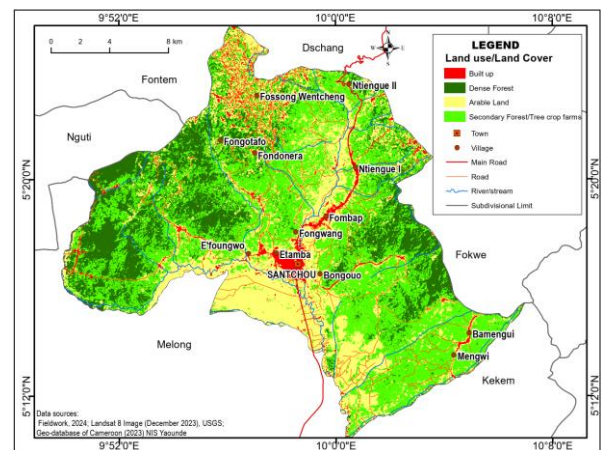 9°52'0"E 10°0'0"E 10°8'0"E
0 2 4 8 km
Dschang
W E
S
LEGEND
Land use/Land Cover
Built up
Dense Forest
Arable Land
Secondary Forest/Tree crop farms
Town
Village
Main Road
Road
River/stream
Subdivisional Limit
Fontem
Ntiengue II
Fossong Wentcheng
Nguti
Fongotafo
Fondonera
Ntiengue I
5°20'0"N 5°20'0"N
Fombap
Fongwang
E'foungwo
Etamba
Fokwe
SANTCHOU
Bongouo
Melong
Bamengui
Mengwi
Kekem
5°12'0"N 5°12'0"N
Data sources:
Fieldwork, 2024; Landsat 8 Image (December 2023), USGS;
Geo-database of Cameroon (2023) NIS Yaounde
9°52'0"E 10°0'0"E 10°8'0"E